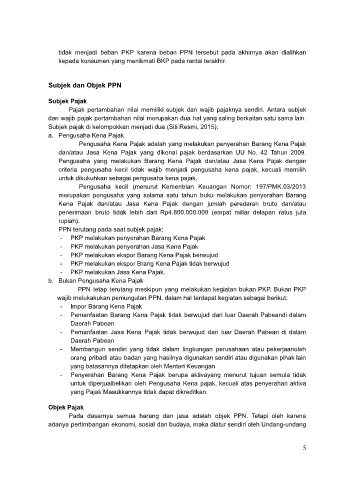 tidak menjadi beban PKP karena beban PPN tersebut pada akhirnya akan dialihkan
kepada konsumen yang menikmati BKP pada rantai terakhir.
Subjek dan Objek PPN
Subjek Pajak
Pajak pertambahan nilai memiliki subjek dan wajib pajaknya sendiri. Antara subjek
dan wajib pajak pertambahan nilai merupakan dua hal yang saling berkaitan satu sama lain.
Subjek pajak di kelompokkan menjadi dua (Siti Resmi, 2015):
a. Pengusaha Kena Pajak
Pengusaha Kena Pajak adalah yang melakukan penyerahan Barang Kena Pajak
dan/atau Jasa Kena Pajak yang dikenai pajak berdasarkan UU No. 42 Tahun 2009.
Pengusaha yang melakukan Barang Kena Pajak dan/atau Jasa Kena Pajak dengan
criteria pengusaha kecil tidak wajib menjadi pengusaha kena pajak, kecuali memilih
untuk dikukuhkan sebagai pengusaha kena pajak.
Pengusaha kecil (menurut Kementrian Keuangan Nomor: 197/PMK.03/2013
merupakan pengusaha yang selama satu tahun buku melakukan penyerahan Barang
Kena Pajak dan/atau Jasa Kena Pajak dengan jumlah peredaran bruto dan/atau
penerimaan bruto tidak lebih dari Rp4.800.000.000 (empat miliar delapan ratus juta
rupiah).
PPN terutang pada saat subjek pajak:
- PKP melakukan penyerahan Barang Kena Pajak
- PKP melakukan penyerahan Jasa Kena Pajak
- PKP melakukan ekspor Barang Kena Pajak berwujud
- PKP melakukan ekspor Brang Kena Pajak tidak berwujud
- PKP melakukan Jasa Kena Pajak.
b. Bukan Pengusaha Kena Pajak
PPN tetap terutang meskipun yang melakukan kegiatan bukan PKP. Bukan PKP
wajib melukakukan pemungutan PPN, dalam hal terdapat kegiatan sebagai berikut:
- Impor Barang Kena Pajak
- Pemanfaatan Barang Kena Pajak tidak berwujud dari luar Daerah Pabeandi dalam
Daerah Pabean
- Pemanfaatan Jasa Kena Pajak tidak berwujud dari luar Daerah Pabean di dalam
Daerah Pabean
- Membangun sendiri yang tidak dalam lingkungan perusahaan atau pekerjaanoleh
orang pribadi atau badan yang hasilnya digunakan sendiri atau digunakan pihak lain
yang batasannya ditetapkan oleh Menteri Keuangan
- Penyerahan Barang Kena Pajak berupa aktivayang menurut tujuan semula tidak
untuk diperjualbelikan oleh Pengusaha Kena pajak, kecuali atas penyerahan aktiva
yang Pajak Masukkannya tidak dapat dikreditkan.
Objek Pajak
Pada dasarnya semua barang dan jasa adalah objek PPN. Tetapi oleh karena
adanya pertimbangan ekonomi, sosial dan budaya, maka diatur sendiri oleh Undang-undang
5